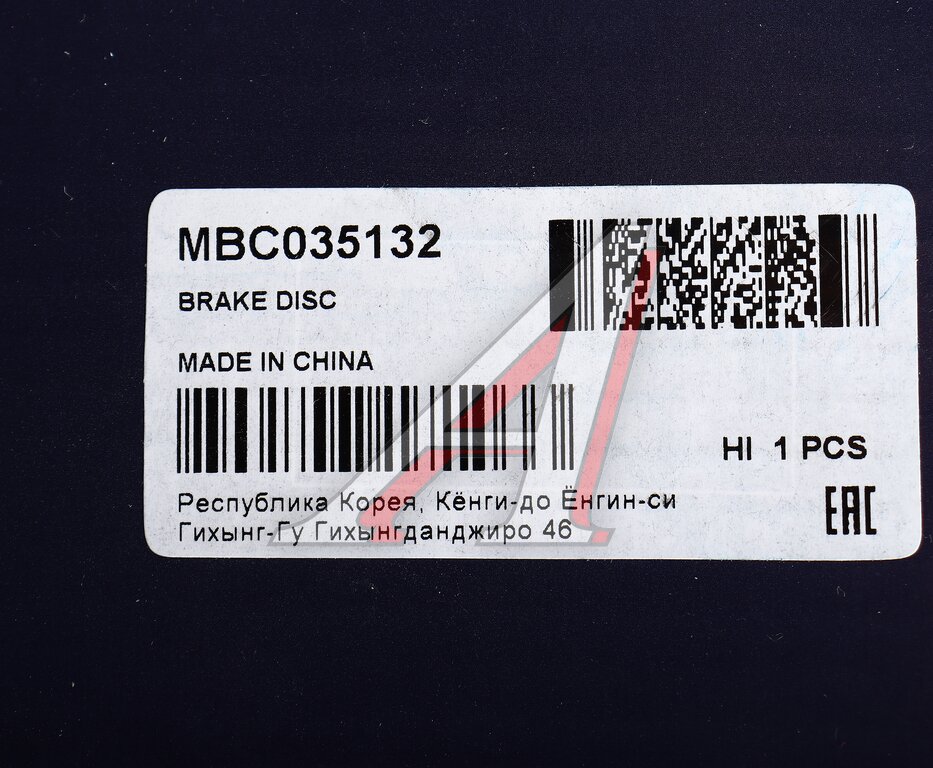 MBC035132
BRAKE DISC
MADE IN CHINA
HI 1 PCS
Республика Корея, Кёнги-до Ёнгин-си
Гихынг-Гу Гихынгданджиро 46
EAC